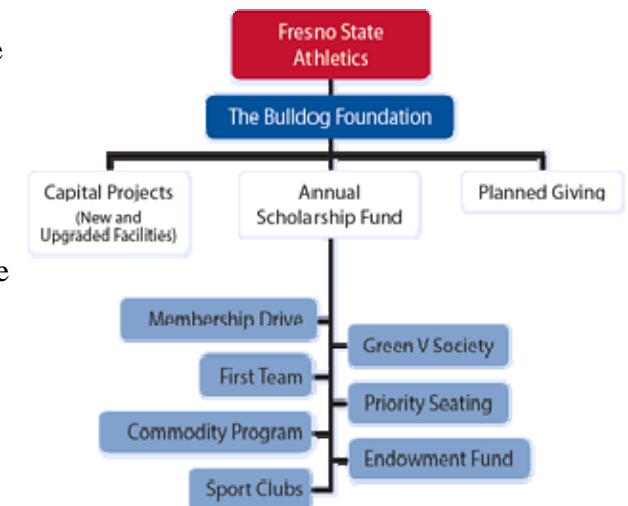 Fresno State
Athletics
e
The Bulldog Foundation
Capital Projects
(New and
Upgraded Facilities)
Annual
Scholarship Fund
Planned Giving
e
Membership Drive
Green V Society
First Team
Priority Seating
Commodity Program
Endowment Fund
Sport Clubs